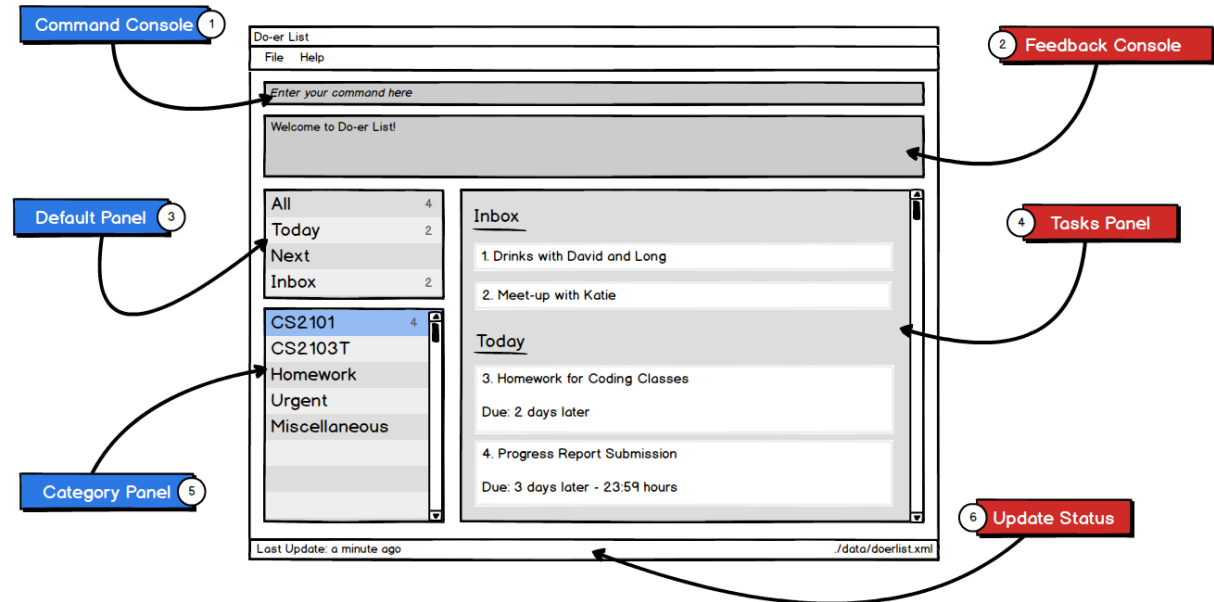 Command Console 1
2 Feedback Console
Do-er List
File Help
Enter your command here
Welcome to Do-er List!
Default Panel 3
4 Tasks Panel
All 4
Today 2
Next
Inbox 2
CS2101 4
CS2103T
Homework
Urgent
Miscellaneous
Category Panel 5
Inbox
1. Drinks with David and Long
2. Meet-up with Katie
Today
3. Homework for Coding Classes
Due: 2 days later
4. Progress Report Submission
Due: 3 days later - 23:59 hours
6 Update Status
Last Update: a minute ago
./data/doerlist.xml